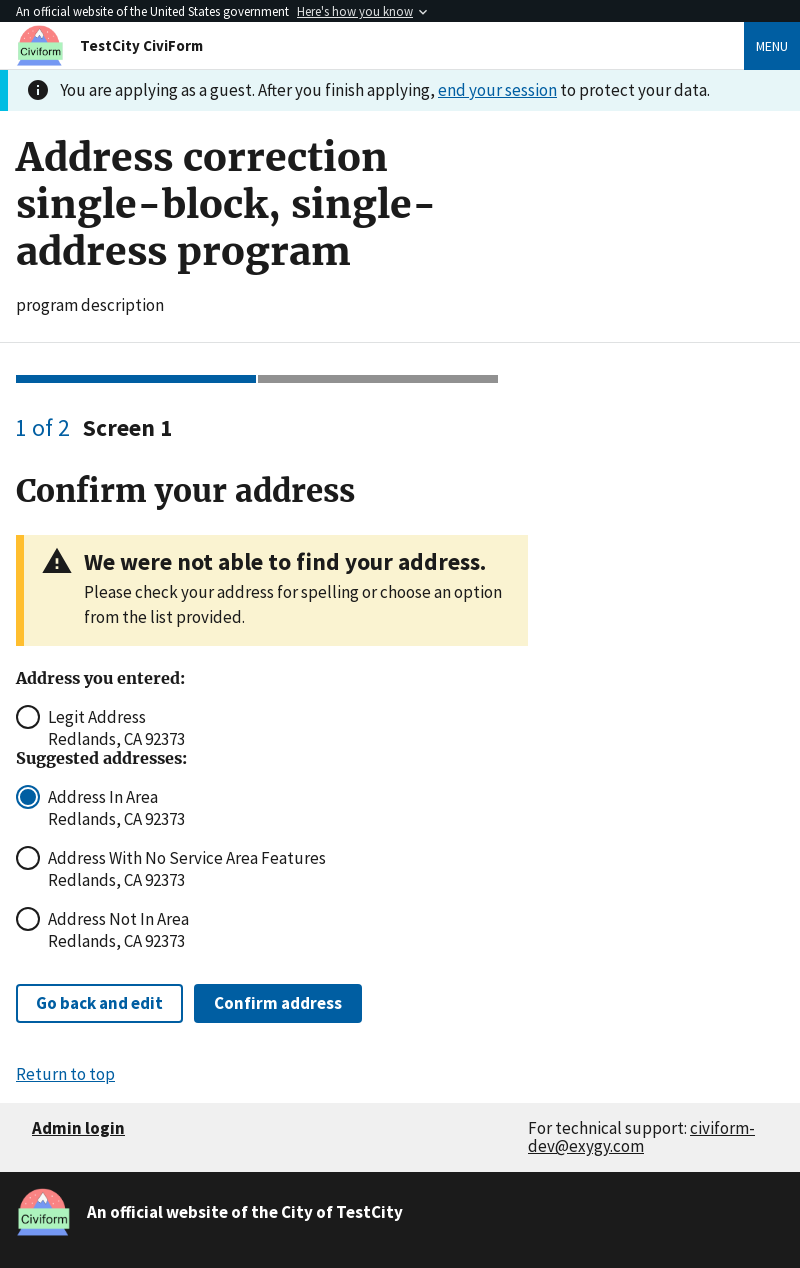 An official website of the United States government Here's how you know
Civiform
TestCity CiviForm
MENU
You are applying as a guest. After you finish applying, end your session to protect your data.
Address correction
single-block, single-
address program
program description
1 of 2 Screen 1
Confirm your address
We were not able to find your address.
Please check your address for spelling or choose an option
from the list provided.
Address you entered:
Legit Address
Redlands, CA 92373
Suggested addresses:
Address In Area
Redlands, CA 92373
Address With No Service Area Features
Redlands, CA 92373
Address Not In Area
Redlands, CA 92373
Go back and edit
Confirm address
Return to top
Admin login
For technical support: civiform-
dev@exygy.com
Civiform
An official website of the City of TestCity